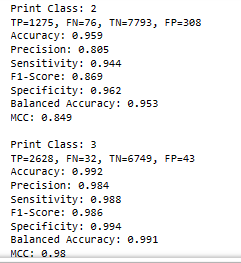 Print Class: 2
TP=1275, FN=76, TN=7793, FP=308
Accuracy: 0.959
Precision: 0.805
Sensitivity: 0.944
F1-Score: 0.869
Specificity: 0.962
Balanced Accuracy: 0.953
MCC: 0.849
Print Class: 3
TP=2628, FN=32, TN=6749, FP=43
Accuracy: 0.992
Precision: 0.984
Sensitivity: 0.988
F1-Score: 0.986
Specificity: 0.994
Balanced Accuracy: 0.991
MCC: 0.98